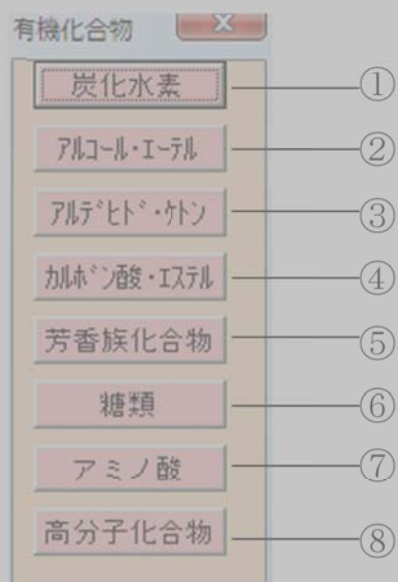 有機化合物
炭化水素 ①
アルコール・エーテル ②
アルデヒド・ケトン ③
カルボン酸・エステル ④
芳香族化合物 ⑤
糖類 ⑥
アミノ酸 ⑦
高分子化合物 ⑧